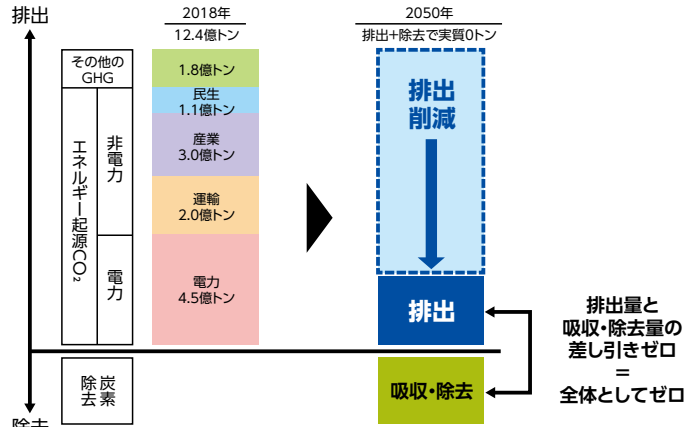 排出
2018年
12.4億トン
2050年
排出+除去で実質0トン
その他の
GHG
エネルギー起源CO₂
非電力
電力
1.8億トン
民生
1.1億トン
産業
3.0億トン
運輸
2.0億トン
電力
4.5億トン
排出
削減
排出
排出量と
吸収・除去量の
差し引きゼロ
=
全体としてゼロ
炭素
除去
吸収・除去
除去